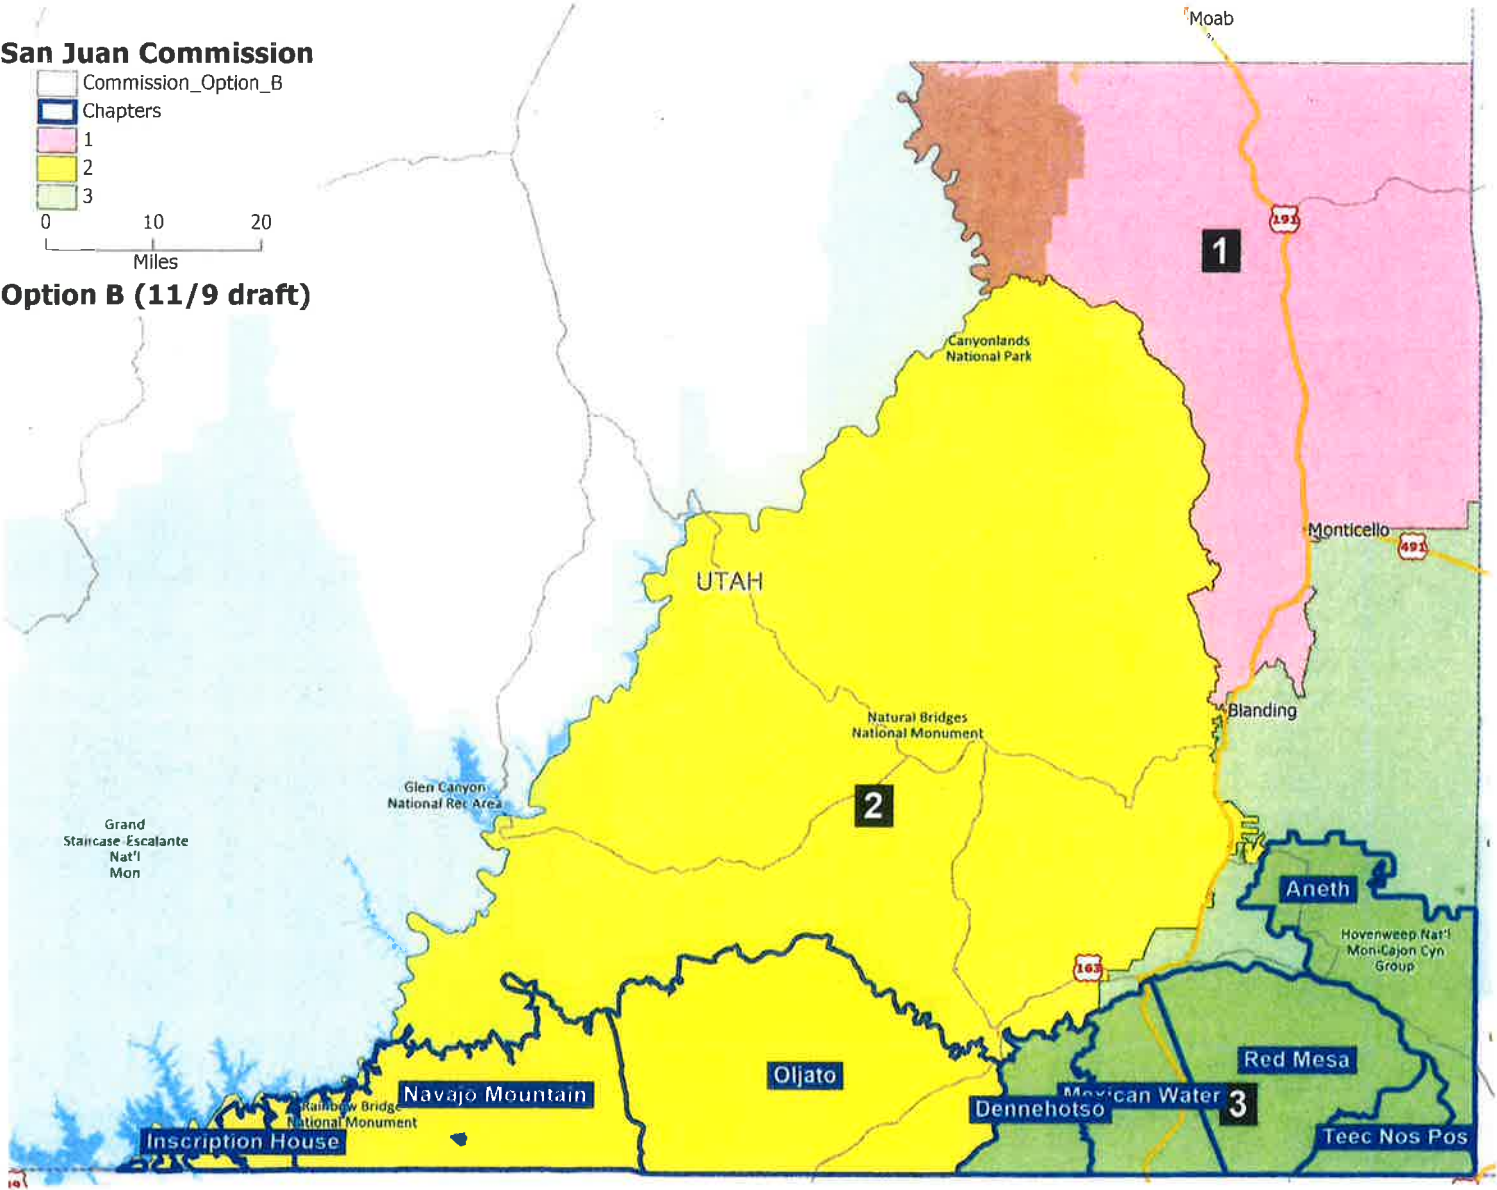 San Juan Commission
Commission_Option_B
Chapters
1
2
3
0 10 20
Miles
Option B (11/9 draft)
Moab
191
1
Canyonlands
National Park
Monticello
491
UTAH
Blanding
Natural Bridges
National Monument
Glen Canyon
National Rec Area
2
Grand
Staircase-Escalante
Nat'l
Mon
Aneth
Hovenweep Nat'l
Mon-Cajon Cyn
Group
163
Red Mesa
Oljato
Navajo Mountain
Mexican Water
3
Dennehotso
Rainbow Bridge
National Monument
Inscription House
Teec Nos Pos